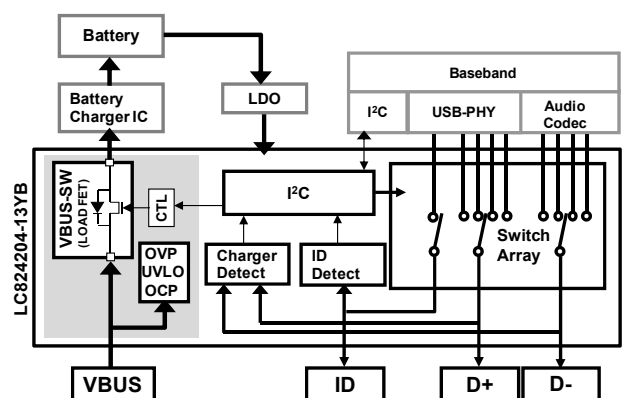 Battery
Baseband
Battery
Charger IC
LDO
I²C
USB-PHY
Audio
Codec
LC824204-13YB
VBUS-SW
(LOAD FET)
CTL
I²C
Switch
Array
OVP
UVLO
OCP
Charger
Detect
ID
Detect
VBUS
ID
D+
D-